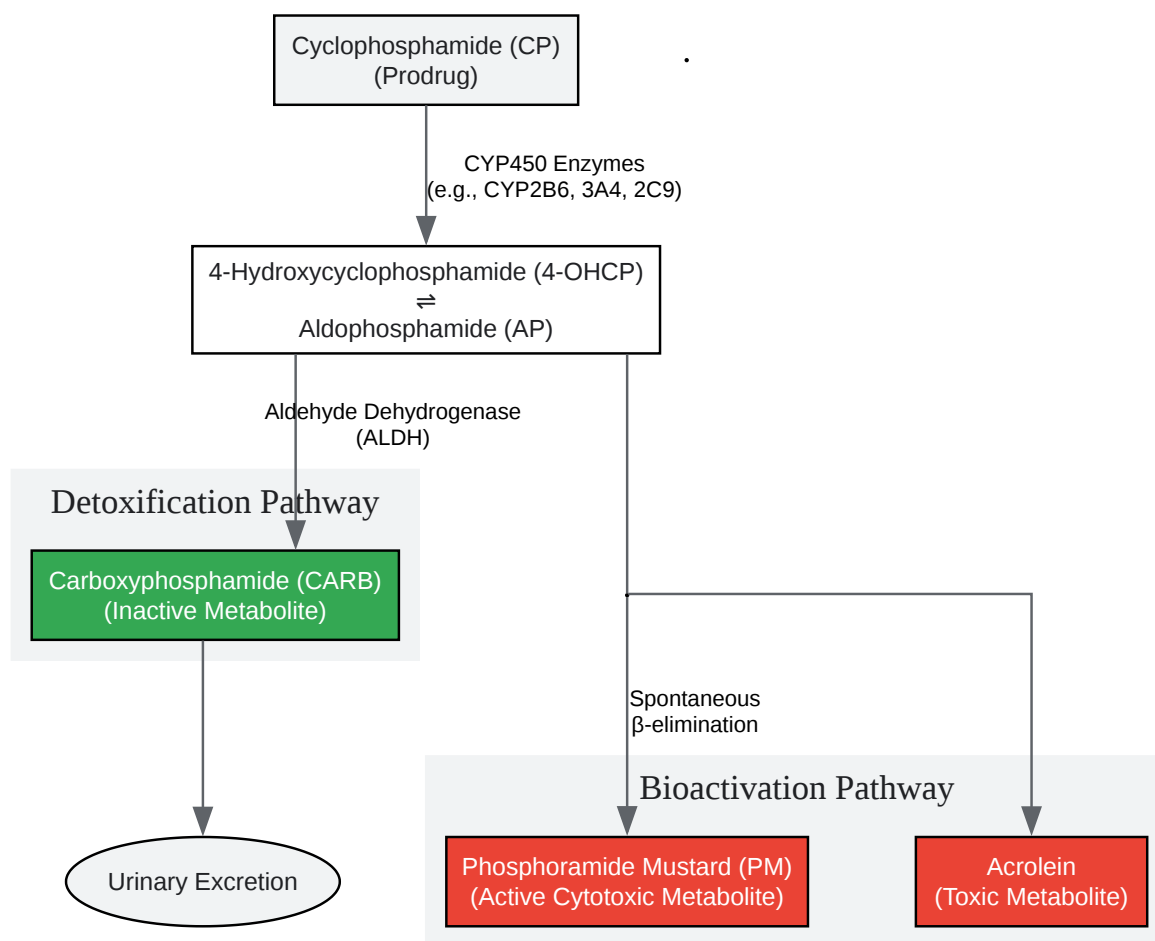 Cyclophosphamide (CP)
(Prodrug)
CYP450 Enzymes
(e.g., CYP2B6, 3A4, 2C9)
4-Hydroxycyclophosphamide (4-OHCP)
⇌
Aldophosphamide (AP)
Aldehyde Dehydrogenase
(ALDH)
Detoxification Pathway
Carboxyphosphamide (CARB)
(Inactive Metabolite)
Spontaneous
β-elimination
Bioactivation Pathway
Urinary Excretion
Phosphoramide Mustard (PM)
(Active Cytotoxic Metabolite)
Acrolein
(Toxic Metabolite)